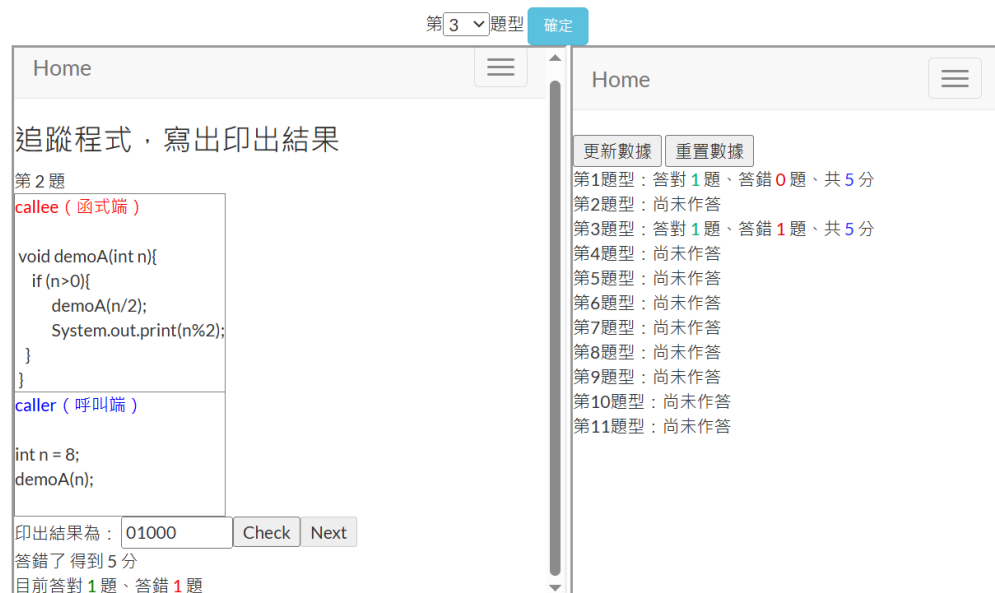 第 3 題型 確定
Home
追蹤程式，寫出印出結果
第 2 題
callee（函式端）
void demoA(int n){
if (n>0){
demoA(n/2);
System.out.print(n%2);
}
}
caller（呼叫端）
int n = 8;
demoA(n);
印出結果為： 01000 Check Next
答錯了 得到 5 分
目前答對 1 題、答錯 1 題
Home
更新數據 重置數據
第1題型：答對 1 題、答錯 0 題、共 5 分
第2題型：尚未作答
第3題型：答對 1 題、答錯 1 題、共 5 分
第4題型：尚未作答
第5題型：尚未作答
第6題型：尚未作答
第7題型：尚未作答
第8題型：尚未作答
第9題型：尚未作答
第10題型：尚未作答
第11題型：尚未作答